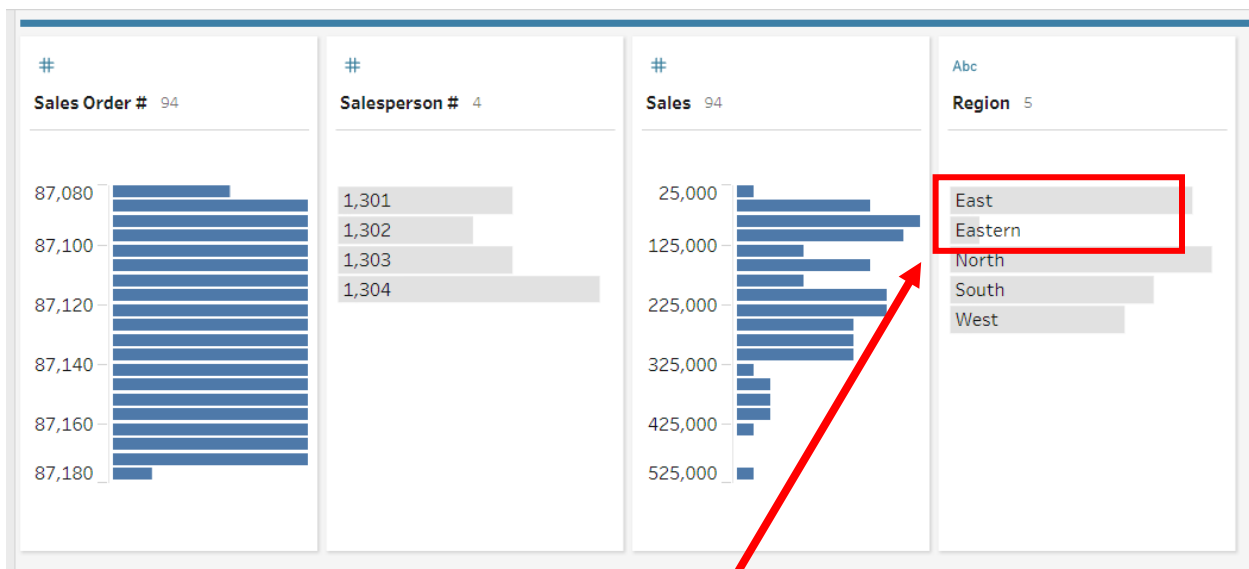 #
Sales Order # 94
87,080
87,100
87,120
87,140
87,160
87,180
#
Salesperson # 4
1,301
1,302
1,303
1,304
#
Sales 94
25,000
125,000
225,000
325,000
425,000
525,000
Abc
Region 5
East
Eastern
North
South
West